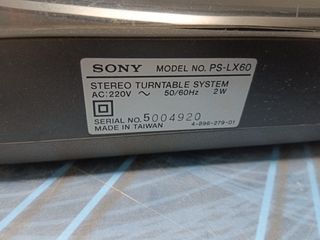 SONY MODEL NO. PS-LX60
STEREO TURNTABLE SYSTEM
AC:220V ~ 50/60Hz 2W
SERIAL NO. 5004920
MADE IN TAIWAN 4-896-279-01